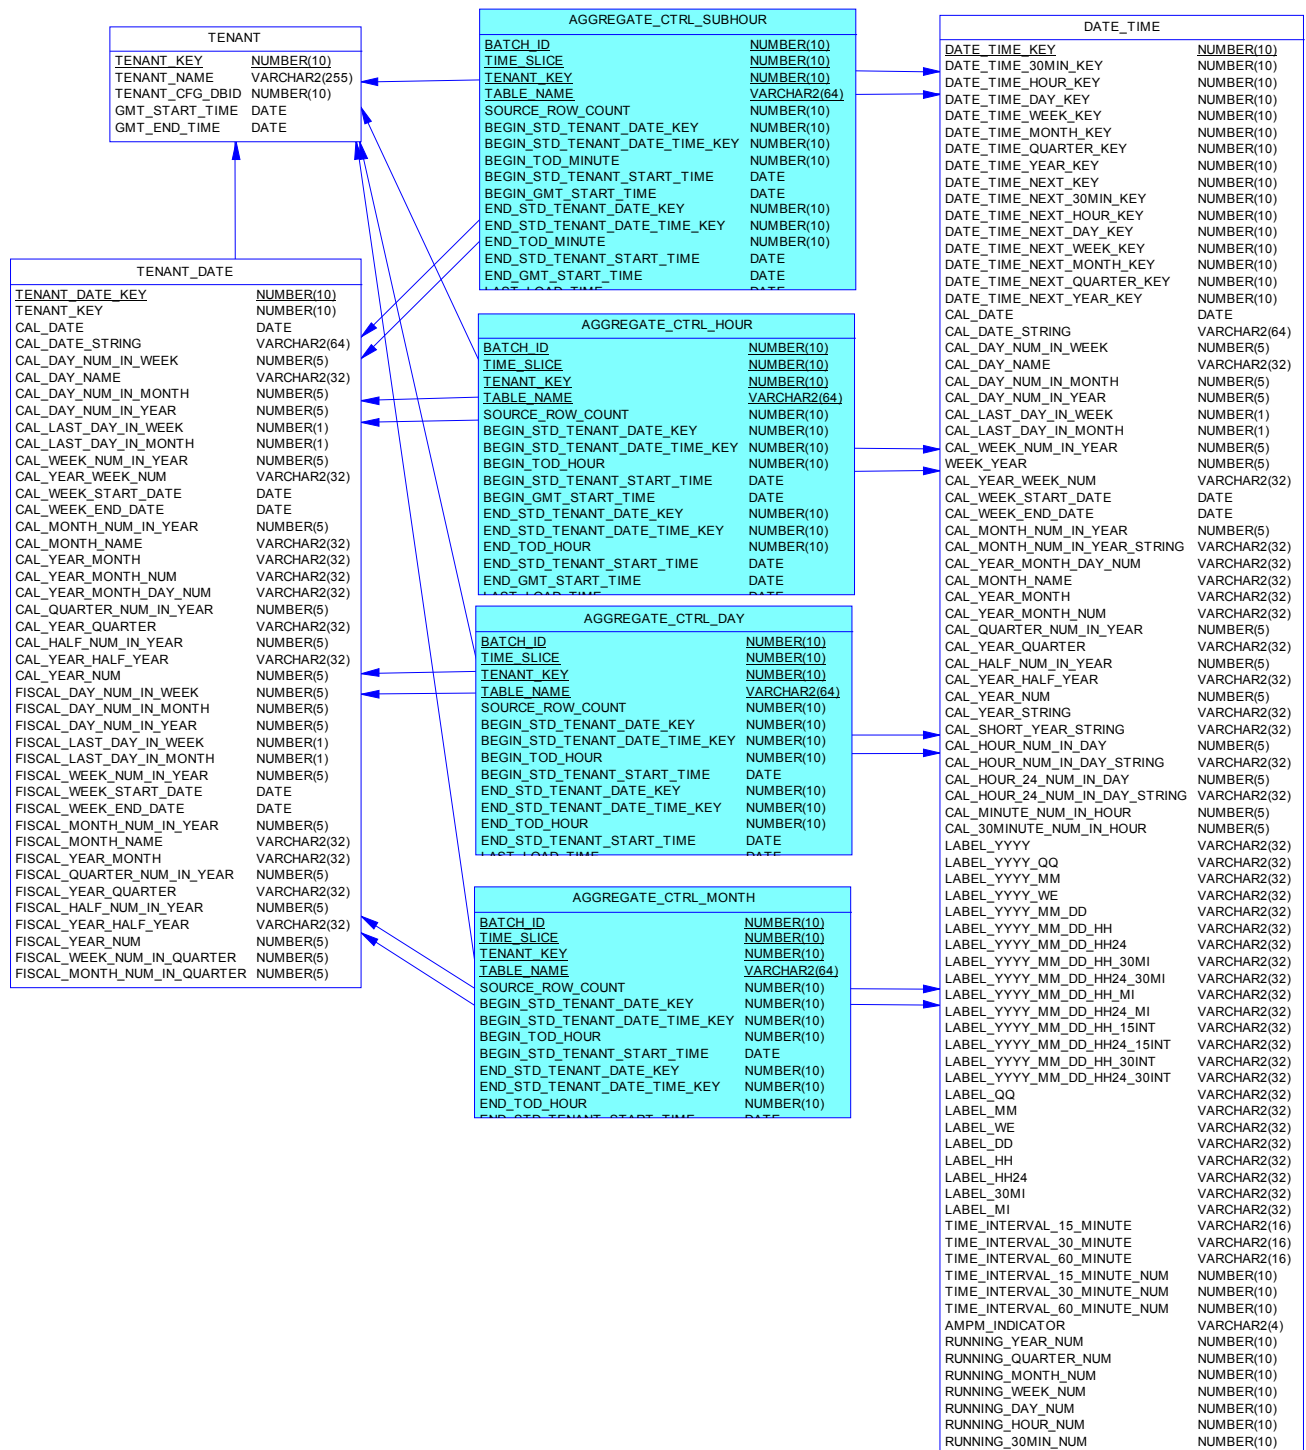 TENANT
TENANT_KEY NUMBER(10)
TENANT_NAME VARCHAR2(255)
TENANT_CFG_DBID NUMBER(10)
GMT_START_TIME DATE
GMT_END_TIME DATE
TENANT_DATE
TENANT_DATE_KEY NUMBER(10)
TENANT_KEY NUMBER(10)
CAL_DATE DATE
CAL_DATE_STRING VARCHAR2(64)
CAL_DAY_NUM_IN_WEEK NUMBER(5)
CAL_DAY_NAME VARCHAR2(32)
CAL_DAY_NUM_IN_MONTH NUMBER(5)
CAL_DAY_NUM_IN_YEAR NUMBER(5)
CAL_LAST_DAY_IN_WEEK NUMBER(1)
CAL_LAST_DAY_IN_MONTH NUMBER(1)
CAL_WEEK_NUM_IN_YEAR NUMBER(5)
CAL_YEAR_WEEK_NUM VARCHAR2(32)
CAL_WEEK_START_DATE DATE
CAL_WEEK_END_DATE DATE
CAL_MONTH_NUM_IN_YEAR NUMBER(5)
CAL_MONTH_NAME VARCHAR2(32)
CAL_YEAR_MONTH VARCHAR2(32)
CAL_YEAR_MONTH_NUM VARCHAR2(32)
CAL_YEAR_MONTH_DAY_NUM VARCHAR2(32)
CAL_QUARTER_NUM_IN_YEAR NUMBER(5)
CAL_YEAR_QUARTER VARCHAR2(32)
CAL_HALF_NUM_IN_YEAR NUMBER(5)
CAL_YEAR_HALF_YEAR VARCHAR2(32)
CAL_YEAR_NUM NUMBER(5)
FISCAL_DAY_NUM_IN_WEEK NUMBER(5)
FISCAL_DAY_NUM_IN_MONTH NUMBER(5)
FISCAL_DAY_NUM_IN_YEAR NUMBER(5)
FISCAL_LAST_DAY_IN_WEEK NUMBER(1)
FISCAL_LAST_DAY_IN_MONTH NUMBER(1)
FISCAL_WEEK_NUM_IN_YEAR NUMBER(5)
FISCAL_WEEK_START_DATE DATE
FISCAL_WEEK_END_DATE DATE
FISCAL_MONTH_NUM_IN_YEAR NUMBER(5)
FISCAL_MONTH_NAME VARCHAR2(32)
FISCAL_YEAR_MONTH VARCHAR2(32)
FISCAL_QUARTER_NUM_IN_YEAR NUMBER(5)
FISCAL_YEAR_QUARTER VARCHAR2(32)
FISCAL_HALF_NUM_IN_YEAR NUMBER(5)
FISCAL_YEAR_HALF_YEAR VARCHAR2(32)
FISCAL_YEAR_NUM NUMBER(5)
FISCAL_WEEK_NUM_IN_QUARTER NUMBER(5)
FISCAL_MONTH_NUM_IN_QUARTER NUMBER(5)
AGGREGATE_CTRL_SUBHOUR
BATCH_ID NUMBER(10)
TIME_SLICE NUMBER(10)
TENANT_KEY NUMBER(10)
TABLE_NAME VARCHAR2(64)
SOURCE_ROW_COUNT NUMBER(10)
BEGIN_STD_TENANT_DATE_KEY NUMBER(10)
BEGIN_STD_TENANT_DATE_TIME_KEY NUMBER(10)
BEGIN_TOD_MINUTE NUMBER(10)
BEGIN_STD_TENANT_START_TIME DATE
BEGIN_GMT_START_TIME DATE
END_STD_TENANT_DATE_KEY NUMBER(10)
END_STD_TENANT_DATE_TIME_KEY NUMBER(10)
END_TOD_MINUTE NUMBER(10)
END_STD_TENANT_START_TIME DATE
END_GMT_START_TIME DATE
LAST_LOAD_TIME DATE
AGGREGATE_CTRL_HOUR
BATCH_ID NUMBER(10)
TIME_SLICE NUMBER(10)
TENANT_KEY NUMBER(10)
TABLE_NAME VARCHAR2(64)
SOURCE_ROW_COUNT NUMBER(10)
BEGIN_STD_TENANT_DATE_KEY NUMBER(10)
BEGIN_STD_TENANT_DATE_TIME_KEY NUMBER(10)
BEGIN_TOD_HOUR NUMBER(10)
BEGIN_STD_TENANT_START_TIME DATE
BEGIN_GMT_START_TIME DATE
END_STD_TENANT_DATE_KEY NUMBER(10)
END_STD_TENANT_DATE_TIME_KEY NUMBER(10)
END_TOD_HOUR NUMBER(10)
END_STD_TENANT_START_TIME DATE
END_GMT_START_TIME DATE
LAST_LOAD_TIME DATE
AGGREGATE_CTRL_DAY
BATCH_ID NUMBER(10)
TIME_SLICE NUMBER(10)
TENANT_KEY NUMBER(10)
TABLE_NAME VARCHAR2(64)
SOURCE_ROW_COUNT NUMBER(10)
BEGIN_STD_TENANT_DATE_KEY NUMBER(10)
BEGIN_STD_TENANT_DATE_TIME_KEY NUMBER(10)
BEGIN_TOD_HOUR NUMBER(10)
BEGIN_STD_TENANT_START_TIME DATE
END_STD_TENANT_DATE_KEY NUMBER(10)
END_STD_TENANT_DATE_TIME_KEY NUMBER(10)
END_TOD_HOUR NUMBER(10)
END_STD_TENANT_START_TIME DATE
LAST_LOAD_TIME DATE
AGGREGATE_CTRL_MONTH
BATCH_ID NUMBER(10)
TIME_SLICE NUMBER(10)
TENANT_KEY NUMBER(10)
TABLE_NAME VARCHAR2(64)
SOURCE_ROW_COUNT NUMBER(10)
BEGIN_STD_TENANT_DATE_KEY NUMBER(10)
BEGIN_STD_TENANT_DATE_TIME_KEY NUMBER(10)
BEGIN_TOD_HOUR NUMBER(10)
BEGIN_STD_TENANT_START_TIME DATE
END_STD_TENANT_DATE_KEY NUMBER(10)
END_STD_TENANT_DATE_TIME_KEY NUMBER(10)
END_TOD_HOUR NUMBER(10)
END_STD_TENANT_START_TIME DATE
DATE_TIME
DATE_TIME_KEY NUMBER(10)
DATE_TIME_30MIN_KEY NUMBER(10)
DATE_TIME_HOUR_KEY NUMBER(10)
DATE_TIME_DAY_KEY NUMBER(10)
DATE_TIME_WEEK_KEY NUMBER(10)
DATE_TIME_MONTH_KEY NUMBER(10)
DATE_TIME_QUARTER_KEY NUMBER(10)
DATE_TIME_YEAR_KEY NUMBER(10)
DATE_TIME_NEXT_KEY NUMBER(10)
DATE_TIME_NEXT_30MIN_KEY NUMBER(10)
DATE_TIME_NEXT_HOUR_KEY NUMBER(10)
DATE_TIME_NEXT_DAY_KEY NUMBER(10)
DATE_TIME_NEXT_WEEK_KEY NUMBER(10)
DATE_TIME_NEXT_MONTH_KEY NUMBER(10)
DATE_TIME_NEXT_QUARTER_KEY NUMBER(10)
DATE_TIME_NEXT_YEAR_KEY NUMBER(10)
CAL_DATE DATE
CAL_DATE_STRING VARCHAR2(64)
CAL_DAY_NUM_IN_WEEK NUMBER(5)
CAL_DAY_NAME VARCHAR2(32)
CAL_DAY_NUM_IN_MONTH NUMBER(5)
CAL_DAY_NUM_IN_YEAR NUMBER(5)
CAL_LAST_DAY_IN_WEEK NUMBER(1)
CAL_LAST_DAY_IN_MONTH NUMBER(1)
CAL_WEEK_NUM_IN_YEAR NUMBER(5)
WEEK_YEAR NUMBER(5)
CAL_YEAR_WEEK_NUM VARCHAR2(32)
CAL_WEEK_START_DATE DATE
CAL_WEEK_END_DATE DATE
CAL_MONTH_NUM_IN_YEAR NUMBER(5)
CAL_MONTH_NUM_IN_YEAR_STRING VARCHAR2(32)
CAL_YEAR_MONTH_DAY_NUM VARCHAR2(32)
CAL_MONTH_NAME VARCHAR2(32)
CAL_YEAR_MONTH VARCHAR2(32)
CAL_YEAR_MONTH_NUM VARCHAR2(32)
CAL_QUARTER_NUM_IN_YEAR NUMBER(5)
CAL_YEAR_QUARTER VARCHAR2(32)
CAL_HALF_NUM_IN_YEAR NUMBER(5)
CAL_YEAR_HALF_YEAR VARCHAR2(32)
CAL_YEAR_NUM NUMBER(5)
CAL_YEAR_STRING VARCHAR2(32)
CAL_SHORT_YEAR_STRING VARCHAR2(32)
CAL_HOUR_NUM_IN_DAY NUMBER(5)
CAL_HOUR_NUM_IN_DAY_STRING VARCHAR2(32)
CAL_HOUR_24_NUM_IN_DAY NUMBER(5)
CAL_HOUR_24_NUM_IN_DAY_STRING VARCHAR2(32)
CAL_MINUTE_NUM_IN_HOUR NUMBER(5)
CAL_30MINUTE_NUM_IN_HOUR NUMBER(5)
LABEL_YYYY VARCHAR2(32)
LABEL_YYYY_QQ VARCHAR2(32)
LABEL_YYYY_MM VARCHAR2(32)
LABEL_YYYY_WE VARCHAR2(32)
LABEL_YYYY_MM_DD VARCHAR2(32)
LABEL_YYYY_MM_DD_HH VARCHAR2(32)
LABEL_YYYY_MM_DD_HH24 VARCHAR2(32)
LABEL_YYYY_MM_DD_HH_30MI VARCHAR2(32)
LABEL_YYYY_MM_DD_HH24_30MI VARCHAR2(32)
LABEL_YYYY_MM_DD_HH_MI VARCHAR2(32)
LABEL_YYYY_MM_DD_HH24_MI VARCHAR2(32)
LABEL_YYYY_MM_DD_HH_15INT VARCHAR2(32)
LABEL_YYYY_MM_DD_HH24_15INT VARCHAR2(32)
LABEL_YYYY_MM_DD_HH_30INT VARCHAR2(32)
LABEL_YYYY_MM_DD_HH24_30INT VARCHAR2(32)
LABEL_QQ VARCHAR2(32)
LABEL_MM VARCHAR2(32)
LABEL_WE VARCHAR2(32)
LABEL_DD VARCHAR2(32)
LABEL_HH VARCHAR2(32)
LABEL_HH24 VARCHAR2(32)
LABEL_30MI VARCHAR2(32)
LABEL_MI VARCHAR2(32)
TIME_INTERVAL_15_MINUTE VARCHAR2(16)
TIME_INTERVAL_30_MINUTE VARCHAR2(16)
TIME_INTERVAL_60_MINUTE VARCHAR2(16)
TIME_INTERVAL_15_MINUTE_NUM NUMBER(10)
TIME_INTERVAL_30_MINUTE_NUM NUMBER(10)
TIME_INTERVAL_60_MINUTE_NUM NUMBER(10)
AMPM_INDICATOR VARCHAR2(4)
RUNNING_YEAR_NUM NUMBER(10)
RUNNING_QUARTER_NUM NUMBER(10)
RUNNING_MONTH_NUM NUMBER(10)
RUNNING_WEEK_NUM NUMBER(10)
RUNNING_DAY_NUM NUMBER(10)
RUNNING_HOUR_NUM NUMBER(10)
RUNNING_30MIN_NUM NUMBER(10)